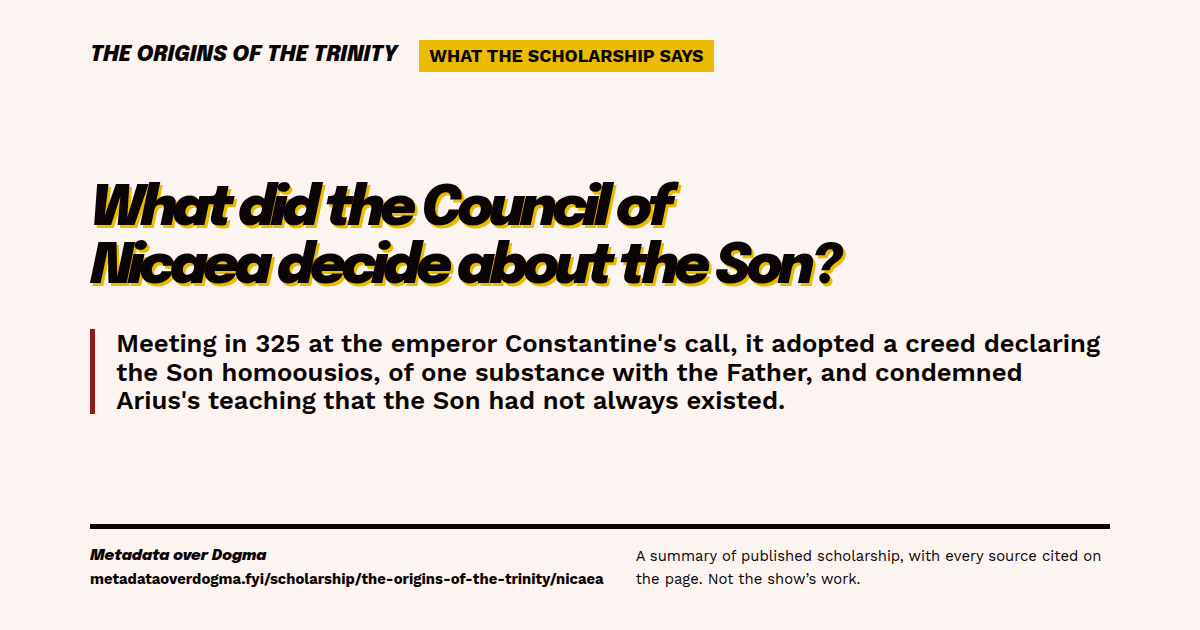 THE ORIGINS OF THE TRINITY
WHAT THE SCHOLARSHIP SAYS
What did the Council of
Nicaea decide about the Son?
Meeting in 325 at the emperor Constantine's call, it adopted a creed declaring
the Son homoousios, of one substance with the Father, and condemned
Arius's teaching that the Son had not always existed.
Metadata over Dogma
metadataoverdogma.fyi/scholarship/the-origins-of-the-trinity/nicaea
A summary of published scholarship, with every source cited on
the page. Not the show’s work.